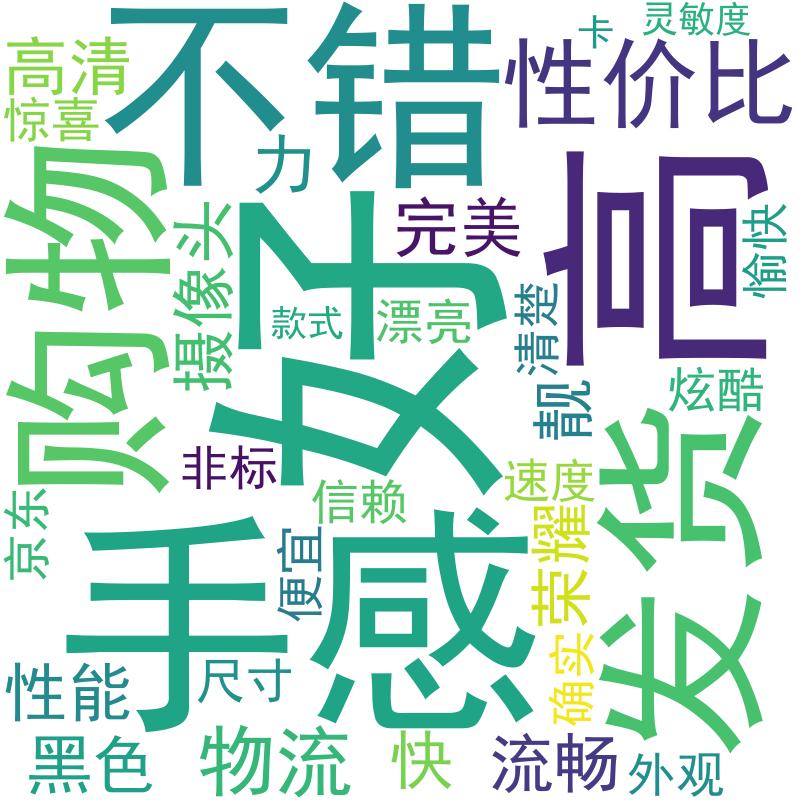 不错
卡
灵敏度
高清
性价比
惊喜
力
购物
高
好
完美
摄像头
愉快
款式
漂亮
清楚
炫酷
靓
发货
非标
速度
信赖
京东
荣耀
手感
便宜
确实
性能
尺寸
物流
快
流畅
黑色
外观